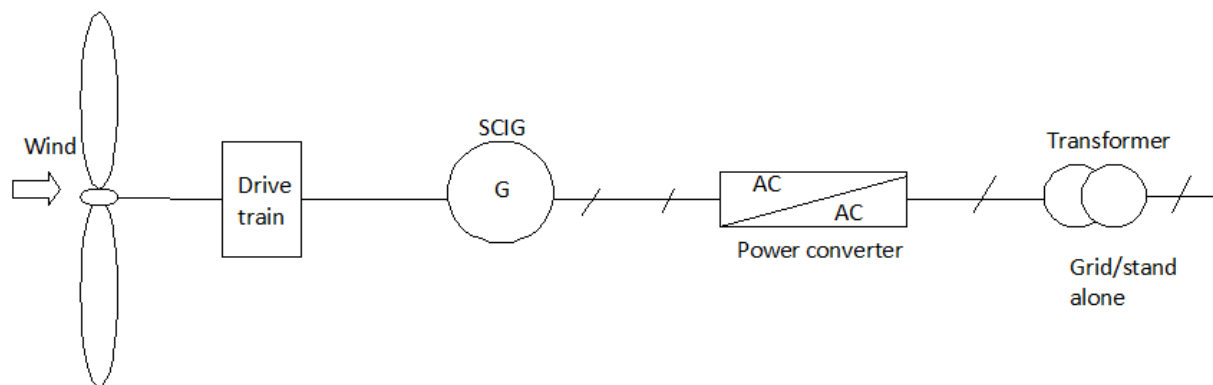 Wind
Drive
train
SCIG
G
AC
AC
Power converter
Transformer
Grid/stand
alone